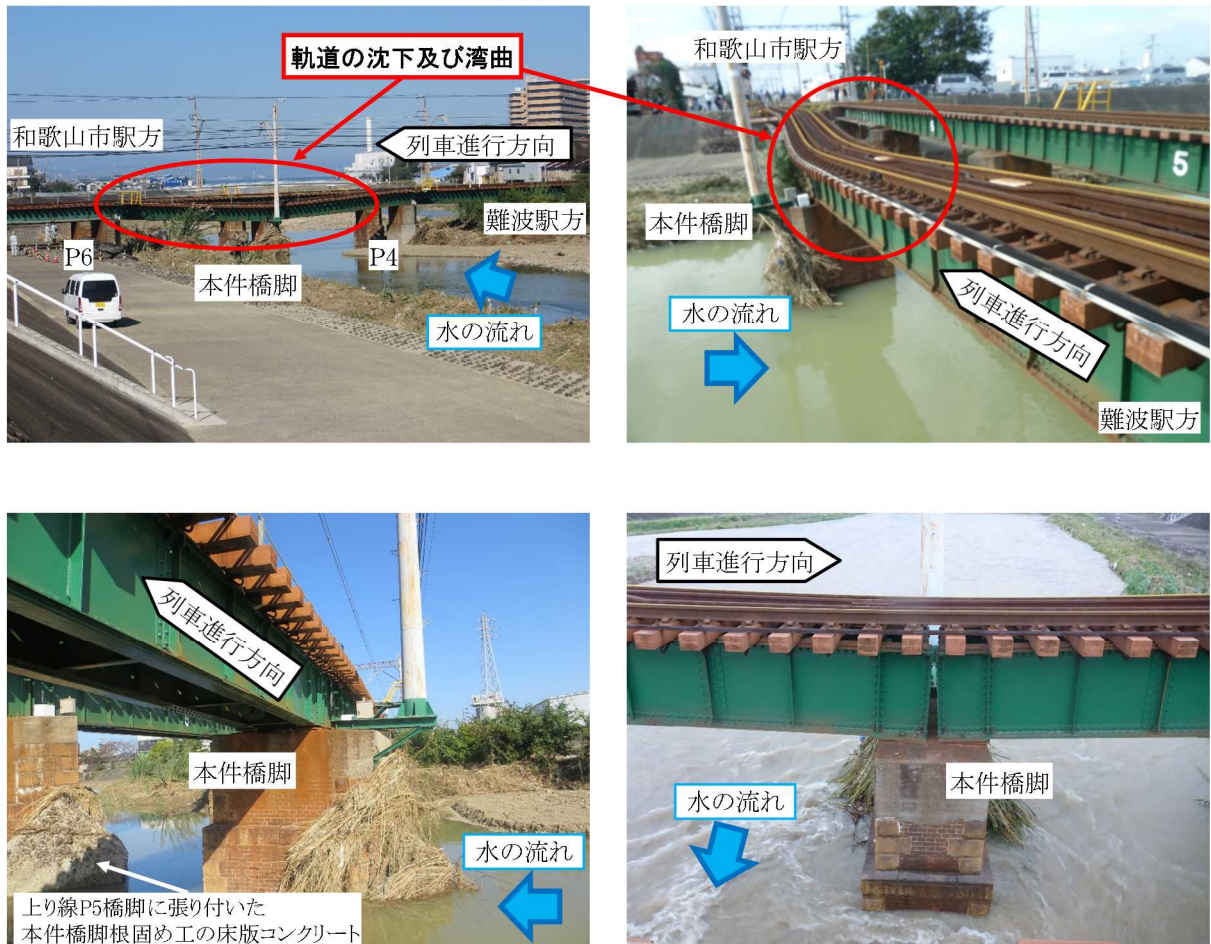 軌道の沈下及び湾曲
和歌山市駅方
列車進行方向
難波駅方
P6
本件橋脚
P4
水の流れ
和歌山市駅方
5
本件橋脚
水の流れ
列車進行方向
難波駅方
列車進行方向
本件橋脚
水の流れ
上り線P5橋脚に張り付いた
本件橋脚根固め工の床版コンクリート
列車進行方向
本件橋脚
水の流れ